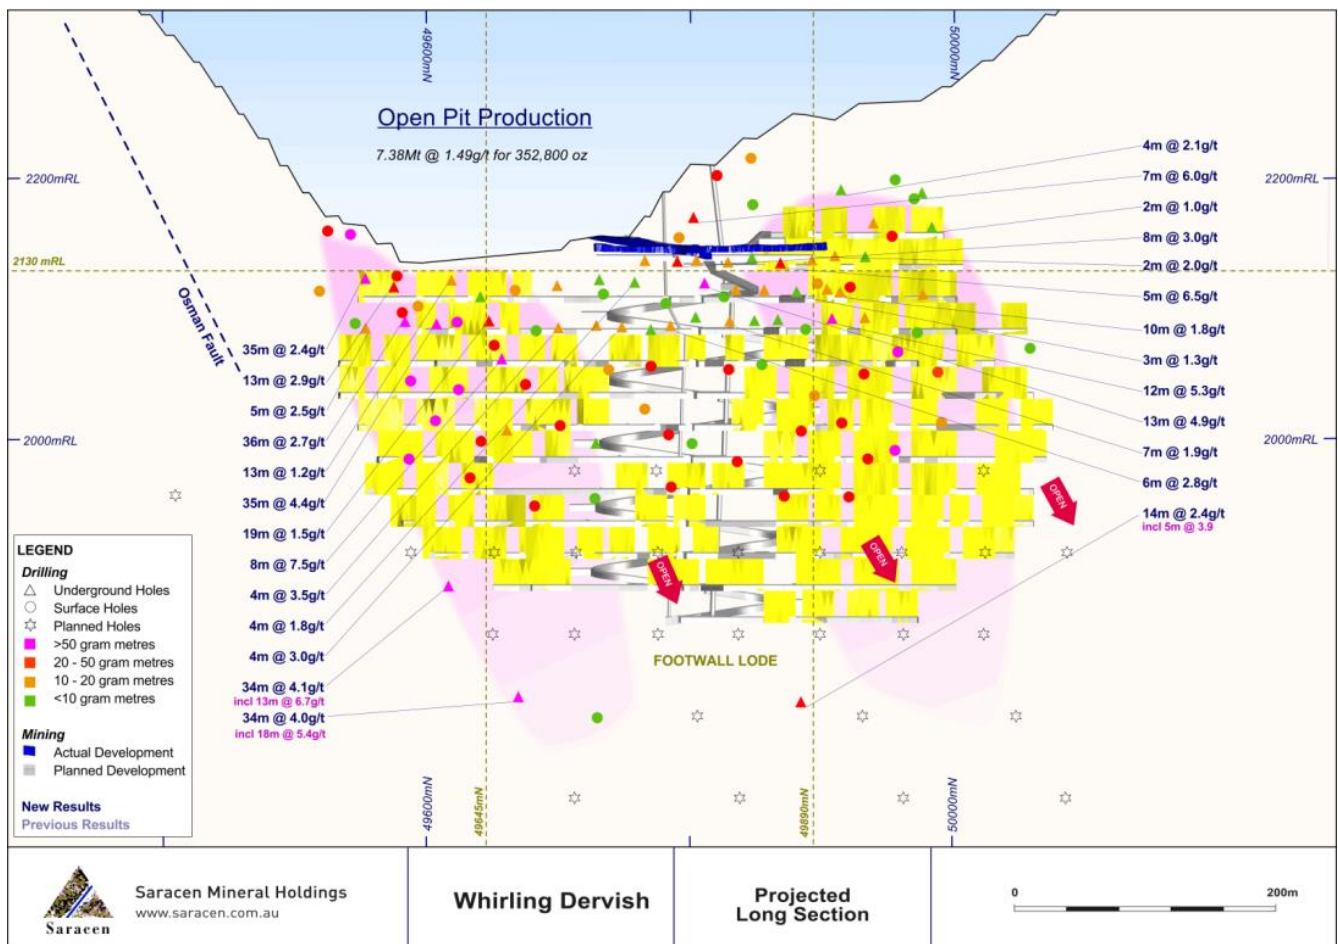 49600mN
50000mN
Open Pit Production
7.38Mt @ 1.49g/t for 352,800 oz
2200mRL
2200mRL
2130 mRL
Osman Fault
2000mRL
2000mRL
4m @ 2.1g/t
7m @ 6.0g/t
2m @ 1.0g/t
8m @ 3.0g/t
2m @ 2.0g/t
5m @ 6.5g/t
10m @ 1.8g/t
3m @ 1.3g/t
12m @ 5.3g/t
13m @ 4.9g/t
7m @ 1.9g/t
6m @ 2.8g/t
14m @ 2.4g/t
incl 5m @ 3.9
35m @ 2.4g/t
13m @ 2.9g/t
5m @ 2.5g/t
36m @ 2.7g/t
13m @ 1.2g/t
35m @ 4.4g/t
19m @ 1.5g/t
8m @ 7.5g/t
4m @ 3.5g/t
4m @ 1.8g/t
4m @ 3.0g/t
34m @ 4.1g/t
incl 13m @ 6.7g/t
34m @ 4.0g/t
incl 18m @ 5.4g/t
OPEN
OPEN
OPEN
FOOTWALL LODE
LEGEND
Drilling
Underground Holes
Surface Holes
Planned Holes
>50 gram metres
20 - 50 gram metres
10 - 20 gram metres
<10 gram metres
Mining
Actual Development
Planned Development
New Results
Previous Results
49600mN
49645mN
49890mN
50000mN
Saracen
Saracen Mineral Holdings
www.saracen.com.au
Whirling Dervish
Projected
Long Section
0
200m